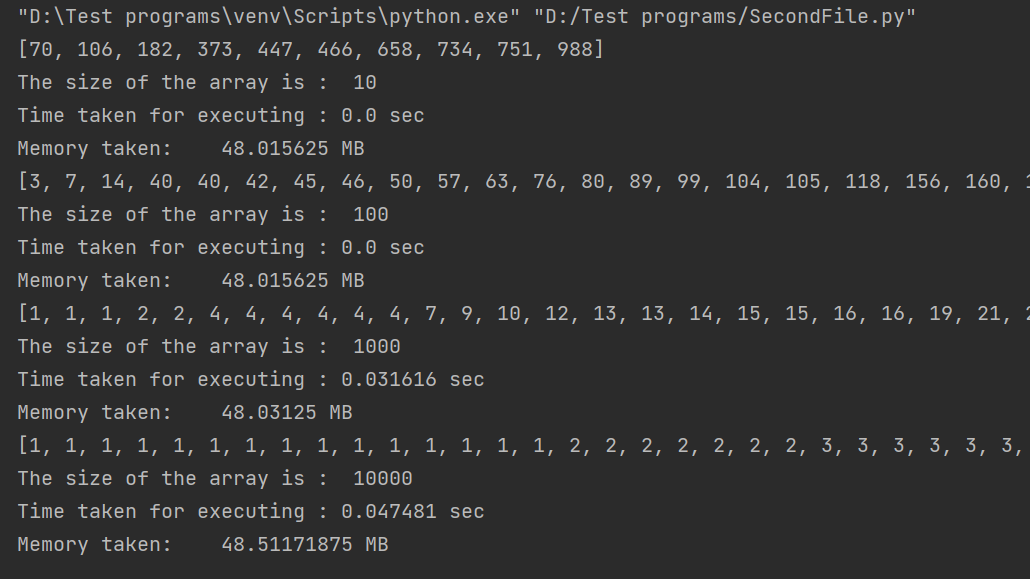 "D:\Test programs\venv\Scripts\python.exe" "D:/Test programs/SecondFile.py"
[70, 106, 182, 373, 447, 466, 658, 734, 751, 988]
The size of the array is :  10
Time taken for executing : 0.0 sec
Memory taken:    48.015625 MB
[3, 7, 14, 40, 40, 42, 45, 46, 50, 57, 63, 76, 80, 89, 99, 104, 105, 118, 156, 160,
The size of the array is :  100
Time taken for executing : 0.0 sec
Memory taken:    48.015625 MB
[1, 1, 1, 2, 2, 4, 4, 4, 4, 4, 4, 7, 9, 10, 12, 13, 13, 14, 15, 15, 16, 16, 19, 21,
The size of the array is :  1000
Time taken for executing : 0.031616 sec
Memory taken:    48.03125 MB
[1, 1, 1, 1, 1, 1, 1, 1, 1, 1, 1, 1, 1, 1, 1, 2, 2, 2, 2, 2, 2, 2, 3, 3, 3, 3, 3, 3,
The size of the array is :  10000
Time taken for executing : 0.047481 sec
Memory taken:    48.51171875 MB